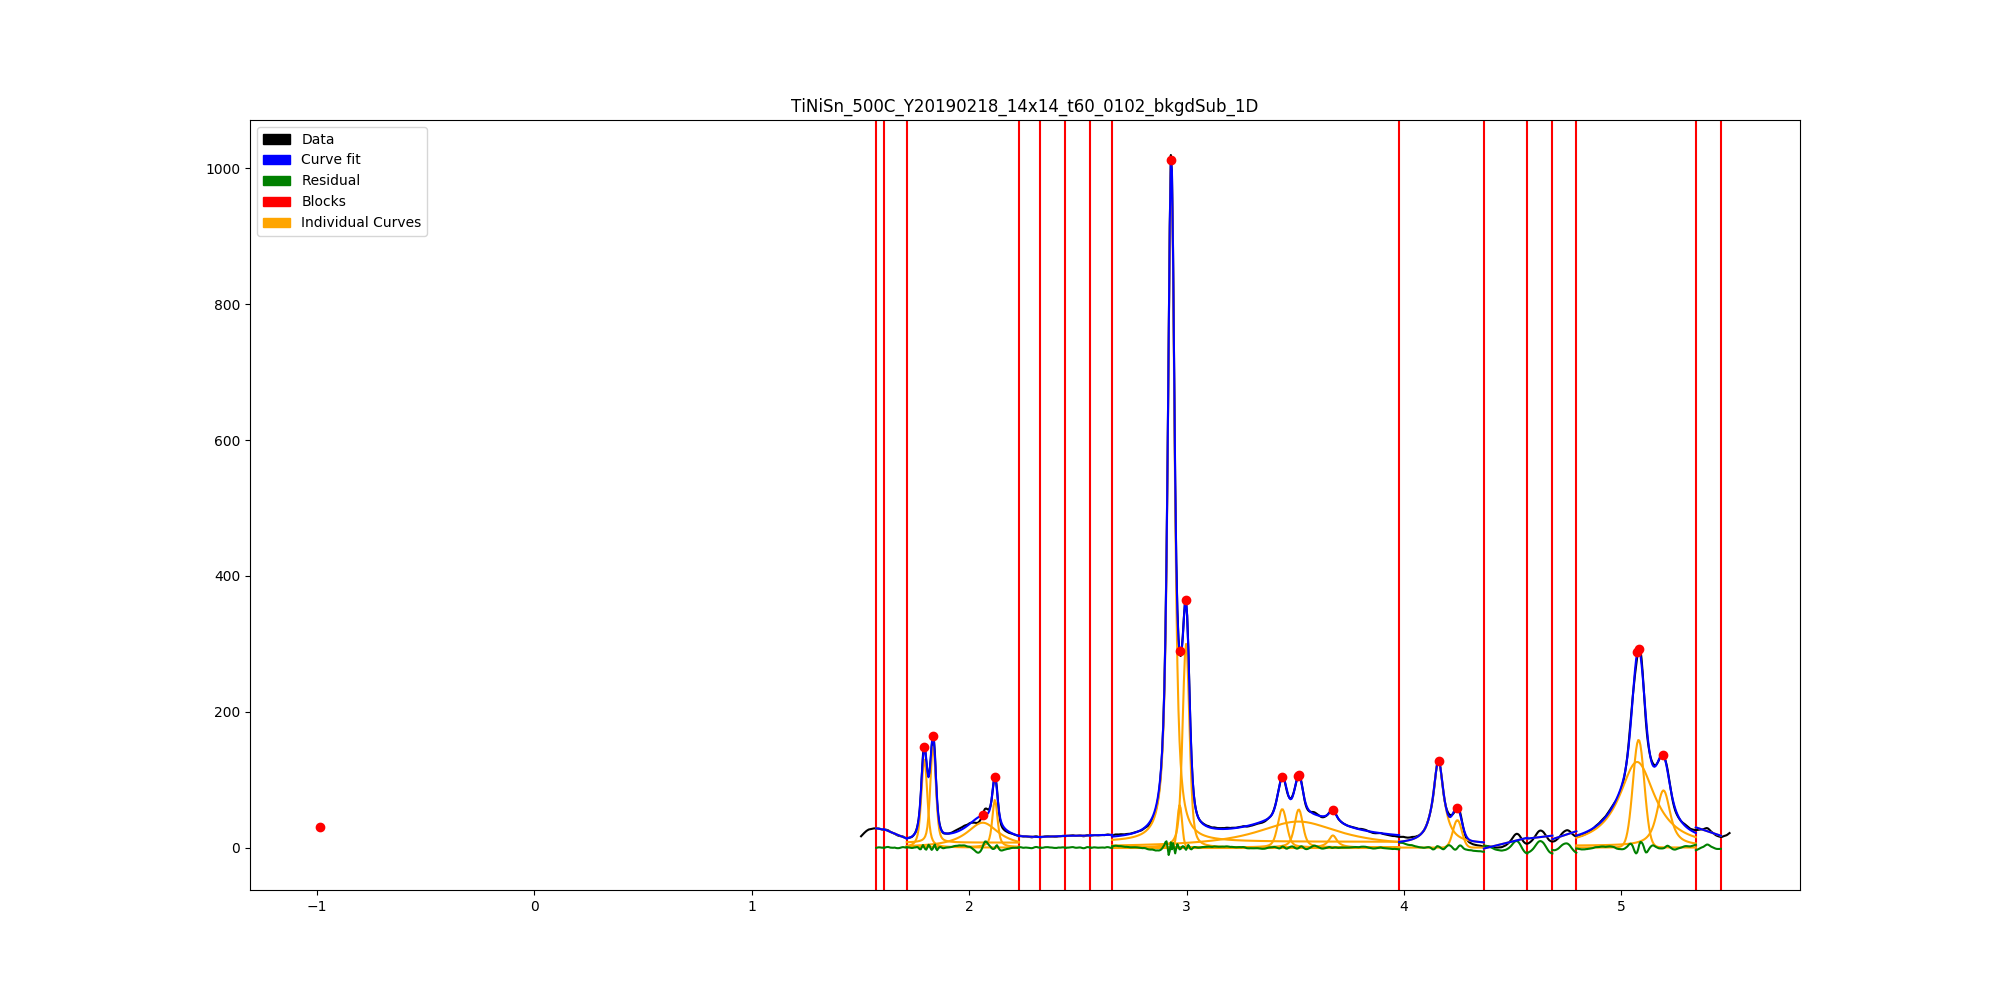 TiNiSn_500C_Y20190218_14x14_t60_0102_bkgdSub_1D
Data
Curve fit
Residual
Blocks
Individual Curves
1000
800
600
400
200
0
−1 0 1 2 3 4 5